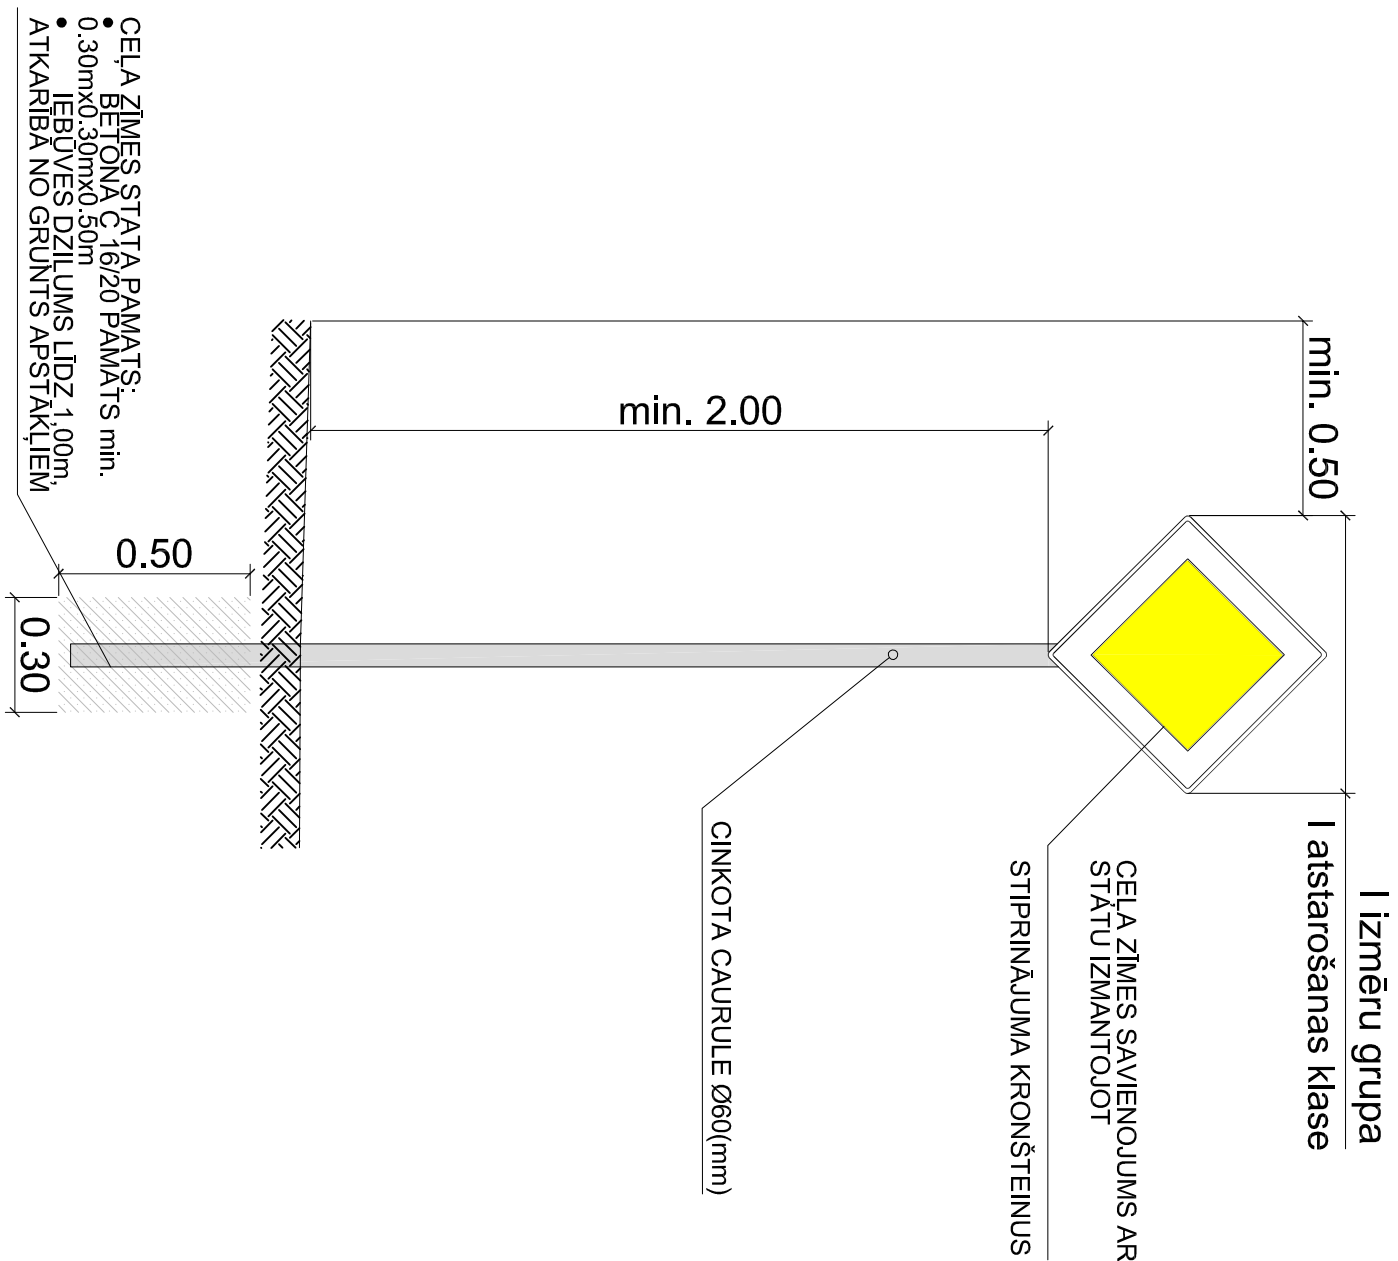 I izmēru grupa
I atstarošanas klase
min. 0.50
CEĻA ZĪMES SAVIENOJUMS AR
STATU IZMANTOJOT
STIPRINĀJUMA KRONŠTEINUS
min. 2.00
CINKOTA CAURULE Ø60(mm)
0.50
0.30
CEĻA ZĪMES STATA PAMATS:
• BETONA C 16/20 PAMATS min.
0.30mx0.30mx0.50m
• IEBŪVES DZIĻUMS LĪDZ 1,00m,
ATKARĪBĀ NO GRUNTS APSTĀKĻIEM